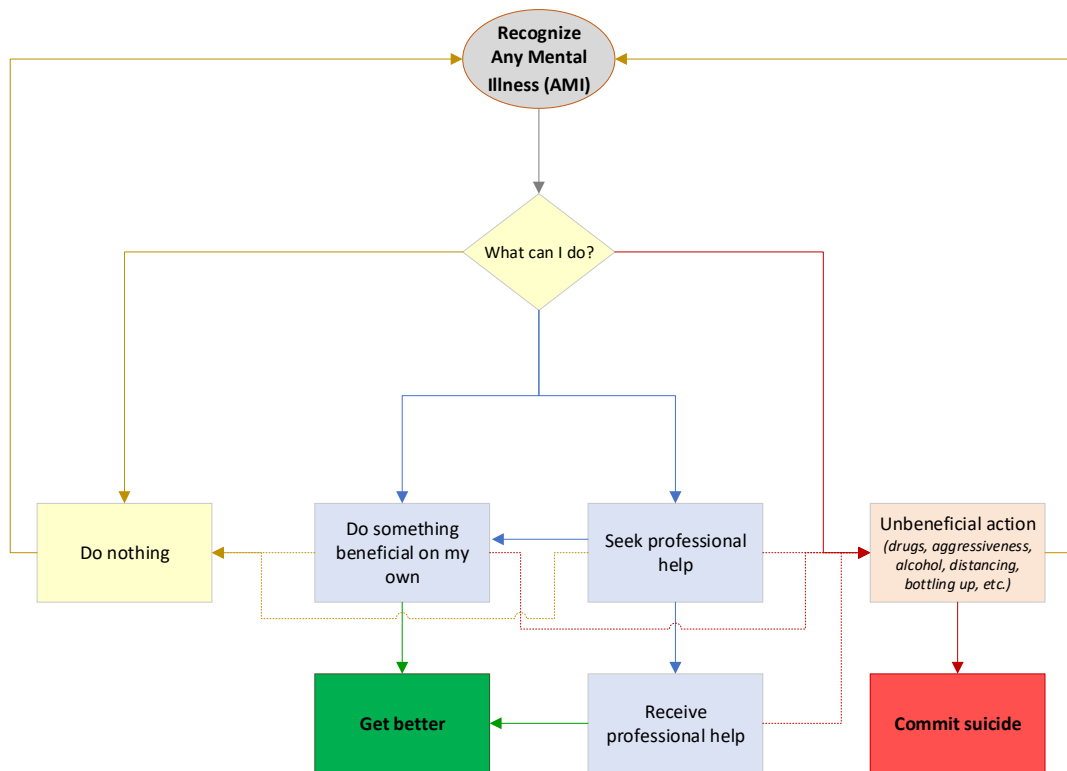 Recognize
Any Mental
Illness (AMI)
What can I do?
Do nothing
Do something
beneficial on my
own
Seek professional
help
Unbeneficial action
(drugs, aggressiveness,
alcohol, distancing,
bottling up, etc.)
Get better
Receive
professional help
Commit suicide